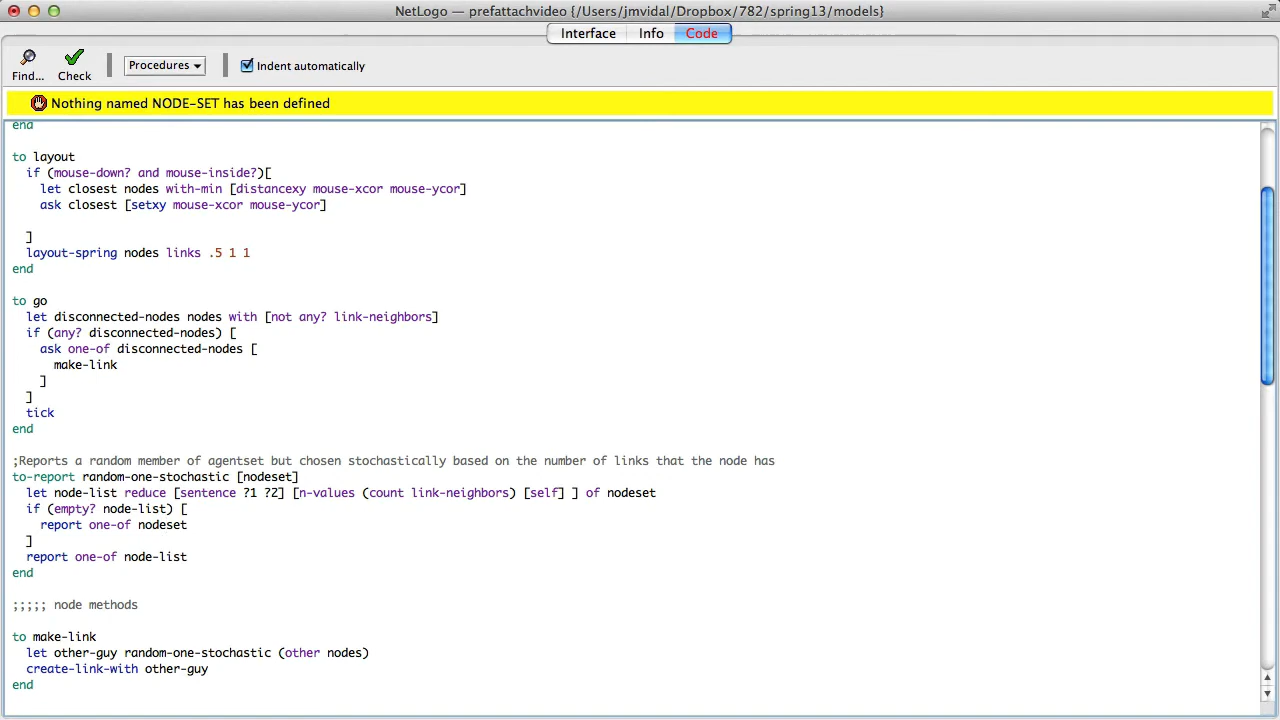 NetLogo — prefattachvideo {/Users/jmvidal/Dropbox/782/spring13/models}
Interface Info Code
Find... Check Procedures Indent automatically
Nothing named NODE-SET has been defined
end
to layout
if (mouse-down? and mouse-inside?)[
let closest nodes with-min [distancexy mouse-xcor mouse-ycor]
ask closest [setxy mouse-xcor mouse-ycor]
]
layout-spring nodes links .5 1 1
end
to go
let disconnected-nodes nodes with [not any? link-neighbors]
if (any? disconnected-nodes) [
ask one-of disconnected-nodes [
make-link
]
]
tick
end
;Reports a random member of agentset but chosen stochastically based on the number of links that the node has
to-report random-one-stochastic [nodeset]
let node-list reduce [sentence ?1 ?2] [n-values (count link-neighbors) [self] ] of nodeset
if (empty? node-list) [
report one-of nodeset
]
report one-of node-list
end
;;;;; node methods
to make-link
let other-guy random-one-stochastic (other nodes)
create-link-with other-guy
end